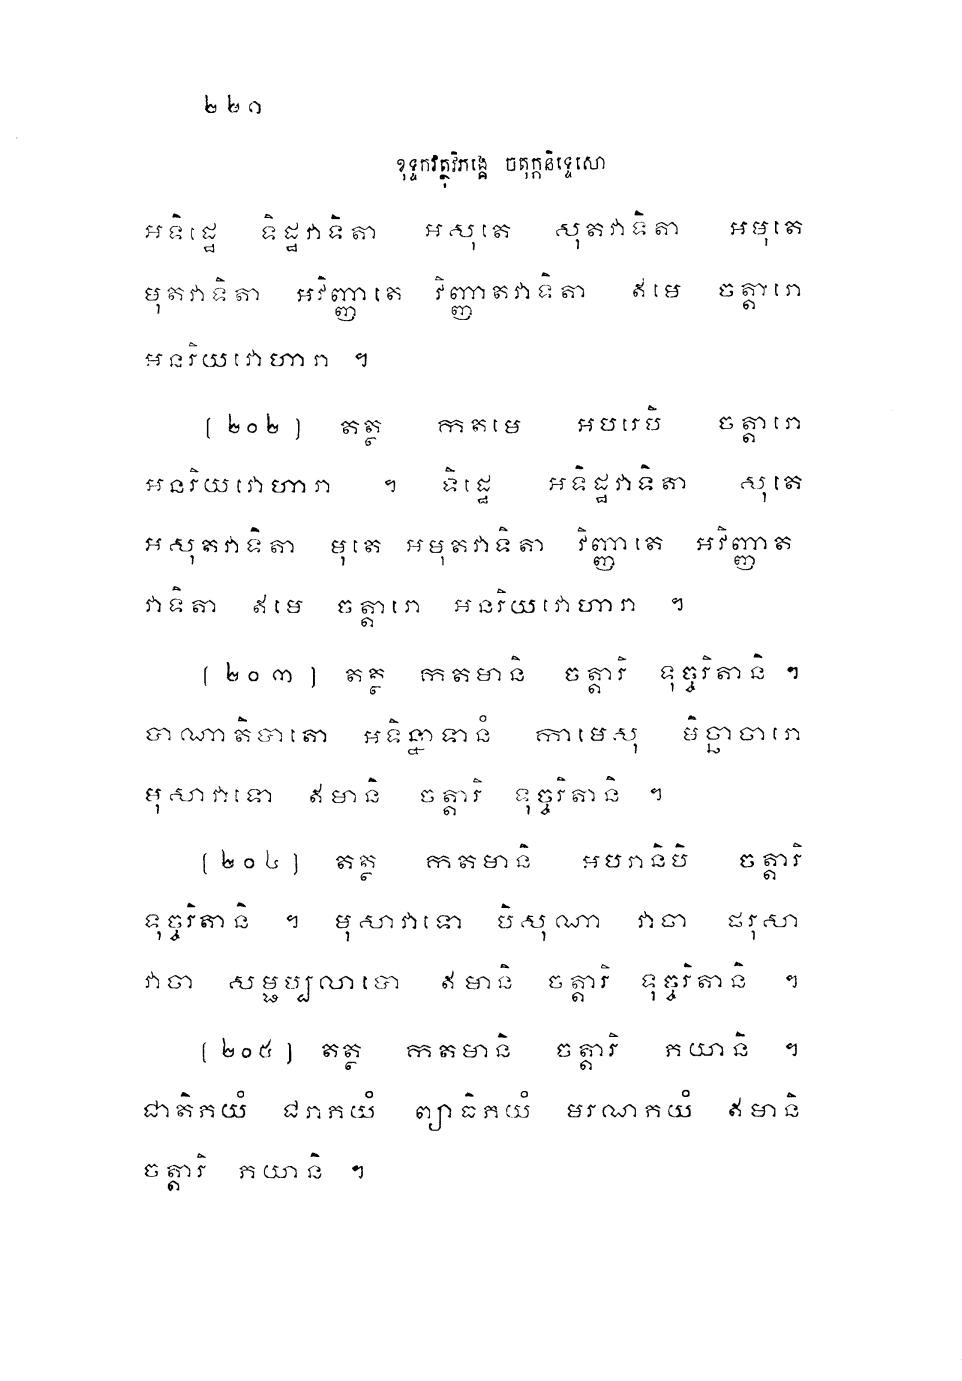 ២២១
ខុទ្ទកវត្ថុវិភង្គេ ចតុក្កនិទ្ទេសោ
អទិដ្ឋេ ទិដ្ឋវាទិតា អសុតេ សុតវាទិតា អមុតេ
មុតវាទិតា អវិញ្ញាតេ វិញ្ញាតវាទិតា ឥមេ ចត្តារោ
អនរិយវោហារា ។
(២០២) តត្ថ កតមេ អបរេបិ ចត្តារោ
អនរិយវោហារា ។ ទិដ្ឋេ អទិដ្ឋវាទិតា សុតេ
អសុតវាទិតា មុតេ អមុតវាទិតា វិញ្ញាតេ អវិញ្ញាត
វាទិតា ឥមេ ចត្តារោ អនរិយវោហារា ។
(២០៣) តត្ថ កតមានិ ចត្តារិ ទុច្ចរិតានិ ។
បាណាតិបាតោ អទិន្នាទានំ កាមេសុ មិច្ឆាចារោ
មុសាវាទោ ឥមានិ ចត្តារិ ទុច្ចរិតានិ ។
(២០៤) តត្ថ កតមានិ អបរានិបិ ចត្តារិ
ទុច្ចរិតានិ ។ មុសាវាទោ បិសុណា វាចា ផរុសា
វាចា សម្ផប្បលាបោ ឥមានិ ចត្តារិ ទុច្ចរិតានិ ។
(២០៥) តត្ថ កតមានិ ចត្តារិ ភយានិ ។
ជាតិភយំ ជរាភយំ ព្យាធិភយំ មរណភយំ ឥមានិ
ចត្តារិ ភយានិ ។